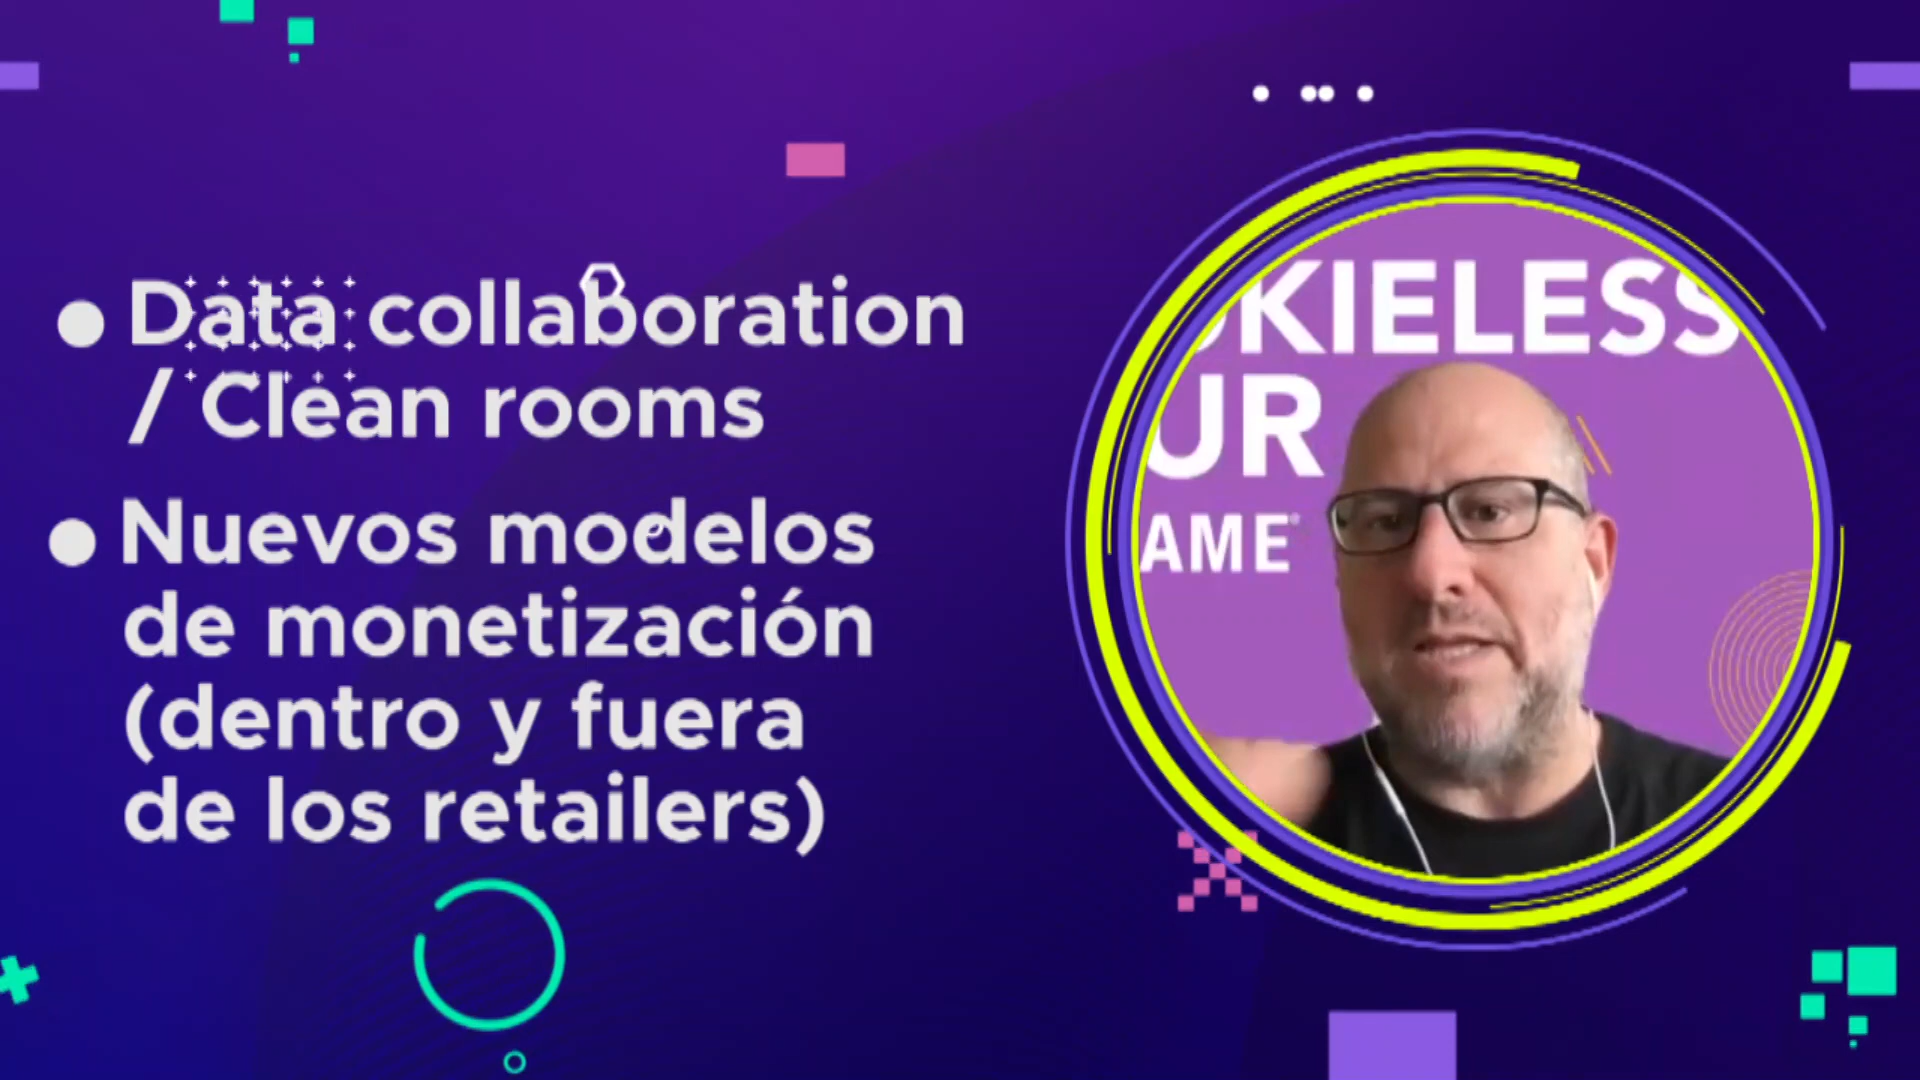 Data collaboration
/ Clean rooms
Nuevos modelos
de monetización
(dentro y fuera
de los retailers)
KIELESS
UR
AME